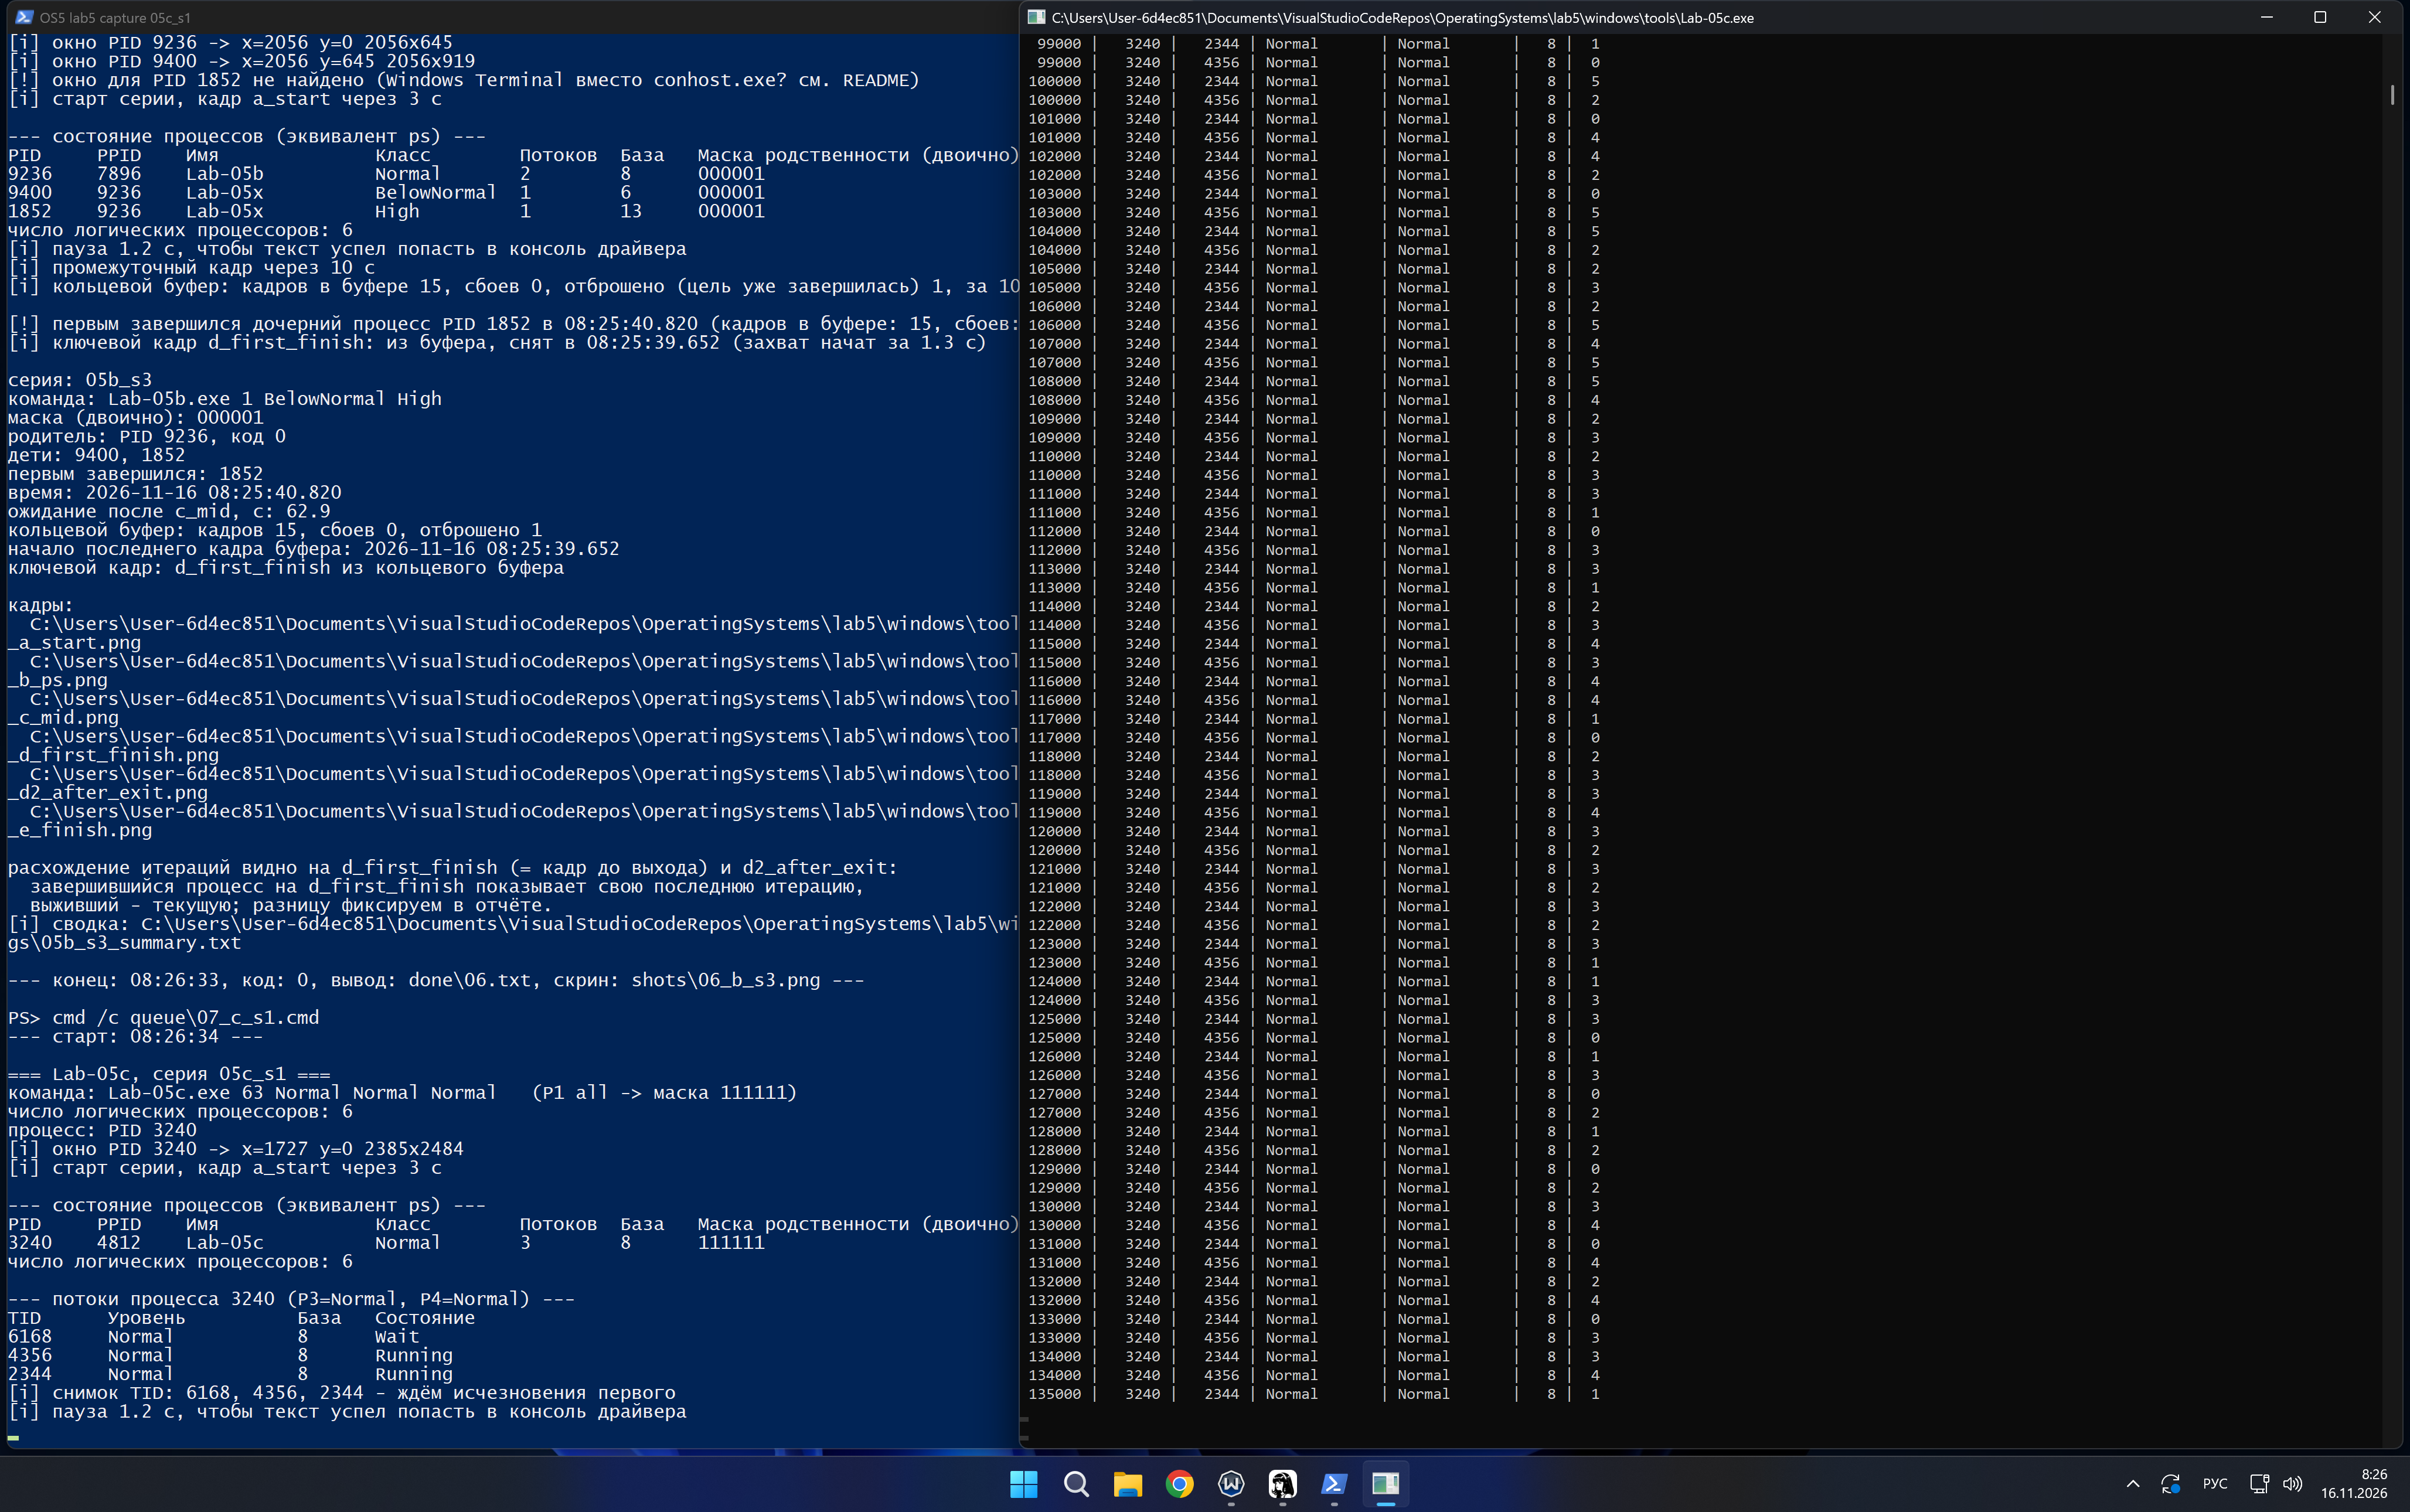 OS5 lab5 capture 05c_s1
[i] окно PID 9236 -> x=2056 y=0 2056x645
[i] окно PID 9400 -> x=2056 y=645 2056x919
[!] окно для PID 1852 не найдено (Windows Terminal вместо conhost.exe? см. README)
[i] старт серии, кадр a_start через 3 с
--- состояние процессов (эквивалент ps) ---
PID PPID Имя Класс Потоков База Маска родственности (двоично)
9236 7896 Lab-05b Normal 2 8 000001
9400 9236 Lab-05x BelowNormal 1 6 000001
1852 9236 Lab-05x High 1 13 000001
число логических процессоров: 6
[i] пауза 1.2 с, чтобы текст успел попасть в консоль драйвера
[i] промежуточный кадр через 10 с
[i] кольцевой буфер: кадров в буфере 15, сбоев 0, отброшено (цель уже завершилась) 1, за 10
[!] первым завершился дочерний процесс PID 1852 в 08:25:40.820 (кадров в буфере: 15, сбоев:
[i] ключевой кадр d_first_finish: из буфера, снят в 08:25:39.652 (захват начат за 1.3 с)
серия: 05b_s3
команда: Lab-05b.exe 1 BelowNormal High
маска (двоично): 000001
родитель: PID 9236, код 0
дети: 9400, 1852
первым завершился: 1852
время: 2026-11-16 08:25:40.820
ожидание после c_mid, с: 62.9
кольцевой буфер: кадров 15, сбоев 0, отброшено 1
начало последнего кадра буфера: 2026-11-16 08:25:39.652
ключевой кадр: d_first_finish из кольцевого буфера
кадры:
C:\Users\User-6d4ec851\Documents\VisualStudioCodeRepos\OperatingSystems\lab5\windows\tool
_a_start.png
C:\Users\User-6d4ec851\Documents\VisualStudioCodeRepos\OperatingSystems\lab5\windows\tool
_b_ps.png
C:\Users\User-6d4ec851\Documents\VisualStudioCodeRepos\OperatingSystems\lab5\windows\tool
_c_mid.png
C:\Users\User-6d4ec851\Documents\VisualStudioCodeRepos\OperatingSystems\lab5\windows\tool
_d_first_finish.png
C:\Users\User-6d4ec851\Documents\VisualStudioCodeRepos\OperatingSystems\lab5\windows\tool
_d2_after_exit.png
C:\Users\User-6d4ec851\Documents\VisualStudioCodeRepos\OperatingSystems\lab5\windows\tool
_e_finish.png
расхождение итераций видно на d_first_finish (= кадр до выхода) и d2_after_exit:
завершившийся процесс на d_first_finish показывает свою последнюю итерацию,
выживший - текущую; разницу фиксируем в отчёте.
[i] сводка: C:\Users\User-6d4ec851\Documents\VisualStudioCodeRepos\OperatingSystems\lab5\wi
gs\05b_s3_summary.txt
--- конец: 08:26:33, код: 0, вывод: done\06.txt, скрин: shots\06_b_s3.png ---
PS> cmd /c queue\07_c_s1.cmd
--- старт: 08:26:34 ---
=== Lab-05c, серия 05c_s1 ===
команда: Lab-05c.exe 63 Normal Normal Normal (P1 all -> маска 111111)
число логических процессоров: 6
процесс: PID 3240
[i] окно PID 3240 -> x=1727 y=0 2385x2484
[i] старт серии, кадр a_start через 3 с
--- состояние процессов (эквивалент ps) ---
PID PPID Имя Класс Потоков База Маска родственности (двоично)
3240 4812 Lab-05c Normal 3 8 111111
число логических процессоров: 6
--- потоки процесса 3240 (P3=Normal, P4=Normal) ---
TID Уровень База Состояние
6168 Normal 8 Wait
4356 Normal 8 Running
2344 Normal 8 Running
[i] снимок TID: 6168, 4356, 2344 - ждём исчезновения первого
[i] пауза 1.2 с, чтобы текст успел попасть в консоль драйвера
C:\Users\User-6d4ec851\Documents\VisualStudioCodeRepos\OperatingSystems\lab5\windows\tools\Lab-05c.exe
99000 | 3240 | 2344 | Normal | Normal | 8 | 1
99000 | 3240 | 4356 | Normal | Normal | 8 | 0
100000 | 3240 | 2344 | Normal | Normal | 8 | 5
100000 | 3240 | 4356 | Normal | Normal | 8 | 2
101000 | 3240 | 2344 | Normal | Normal | 8 | 0
101000 | 3240 | 4356 | Normal | Normal | 8 | 4
102000 | 3240 | 2344 | Normal | Normal | 8 | 4
102000 | 3240 | 4356 | Normal | Normal | 8 | 2
103000 | 3240 | 2344 | Normal | Normal | 8 | 0
103000 | 3240 | 4356 | Normal | Normal | 8 | 5
104000 | 3240 | 2344 | Normal | Normal | 8 | 5
104000 | 3240 | 4356 | Normal | Normal | 8 | 2
105000 | 3240 | 2344 | Normal | Normal | 8 | 2
105000 | 3240 | 4356 | Normal | Normal | 8 | 3
106000 | 3240 | 2344 | Normal | Normal | 8 | 2
106000 | 3240 | 4356 | Normal | Normal | 8 | 5
107000 | 3240 | 2344 | Normal | Normal | 8 | 4
107000 | 3240 | 4356 | Normal | Normal | 8 | 5
108000 | 3240 | 2344 | Normal | Normal | 8 | 5
108000 | 3240 | 4356 | Normal | Normal | 8 | 4
109000 | 3240 | 2344 | Normal | Normal | 8 | 2
109000 | 3240 | 4356 | Normal | Normal | 8 | 3
110000 | 3240 | 2344 | Normal | Normal | 8 | 2
110000 | 3240 | 4356 | Normal | Normal | 8 | 3
111000 | 3240 | 2344 | Normal | Normal | 8 | 3
111000 | 3240 | 4356 | Normal | Normal | 8 | 1
112000 | 3240 | 2344 | Normal | Normal | 8 | 0
112000 | 3240 | 4356 | Normal | Normal | 8 | 3
113000 | 3240 | 2344 | Normal | Normal | 8 | 3
113000 | 3240 | 4356 | Normal | Normal | 8 | 1
114000 | 3240 | 2344 | Normal | Normal | 8 | 2
114000 | 3240 | 4356 | Normal | Normal | 8 | 3
115000 | 3240 | 2344 | Normal | Normal | 8 | 4
115000 | 3240 | 4356 | Normal | Normal | 8 | 3
116000 | 3240 | 2344 | Normal | Normal | 8 | 4
116000 | 3240 | 4356 | Normal | Normal | 8 | 4
117000 | 3240 | 2344 | Normal | Normal | 8 | 1
117000 | 3240 | 4356 | Normal | Normal | 8 | 0
118000 | 3240 | 2344 | Normal | Normal | 8 | 2
118000 | 3240 | 4356 | Normal | Normal | 8 | 3
119000 | 3240 | 2344 | Normal | Normal | 8 | 3
119000 | 3240 | 4356 | Normal | Normal | 8 | 4
120000 | 3240 | 2344 | Normal | Normal | 8 | 3
120000 | 3240 | 4356 | Normal | Normal | 8 | 2
121000 | 3240 | 2344 | Normal | Normal | 8 | 3
121000 | 3240 | 4356 | Normal | Normal | 8 | 2
122000 | 3240 | 2344 | Normal | Normal | 8 | 3
122000 | 3240 | 4356 | Normal | Normal | 8 | 2
123000 | 3240 | 2344 | Normal | Normal | 8 | 3
123000 | 3240 | 4356 | Normal | Normal | 8 | 1
124000 | 3240 | 2344 | Normal | Normal | 8 | 1
124000 | 3240 | 4356 | Normal | Normal | 8 | 3
125000 | 3240 | 2344 | Normal | Normal | 8 | 3
125000 | 3240 | 4356 | Normal | Normal | 8 | 0
126000 | 3240 | 2344 | Normal | Normal | 8 | 1
126000 | 3240 | 4356 | Normal | Normal | 8 | 3
127000 | 3240 | 2344 | Normal | Normal | 8 | 0
127000 | 3240 | 4356 | Normal | Normal | 8 | 2
128000 | 3240 | 2344 | Normal | Normal | 8 | 1
128000 | 3240 | 4356 | Normal | Normal | 8 | 2
129000 | 3240 | 2344 | Normal | Normal | 8 | 0
129000 | 3240 | 4356 | Normal | Normal | 8 | 2
130000 | 3240 | 2344 | Normal | Normal | 8 | 3
130000 | 3240 | 4356 | Normal | Normal | 8 | 4
131000 | 3240 | 2344 | Normal | Normal | 8 | 0
131000 | 3240 | 4356 | Normal | Normal | 8 | 4
132000 | 3240 | 2344 | Normal | Normal | 8 | 2
132000 | 3240 | 4356 | Normal | Normal | 8 | 4
133000 | 3240 | 2344 | Normal | Normal | 8 | 0
133000 | 3240 | 4356 | Normal | Normal | 8 | 3
134000 | 3240 | 2344 | Normal | Normal | 8 | 3
134000 | 3240 | 4356 | Normal | Normal | 8 | 4
135000 | 3240 | 2344 | Normal | Normal | 8 | 1
РУС
8:26
16.11.2026